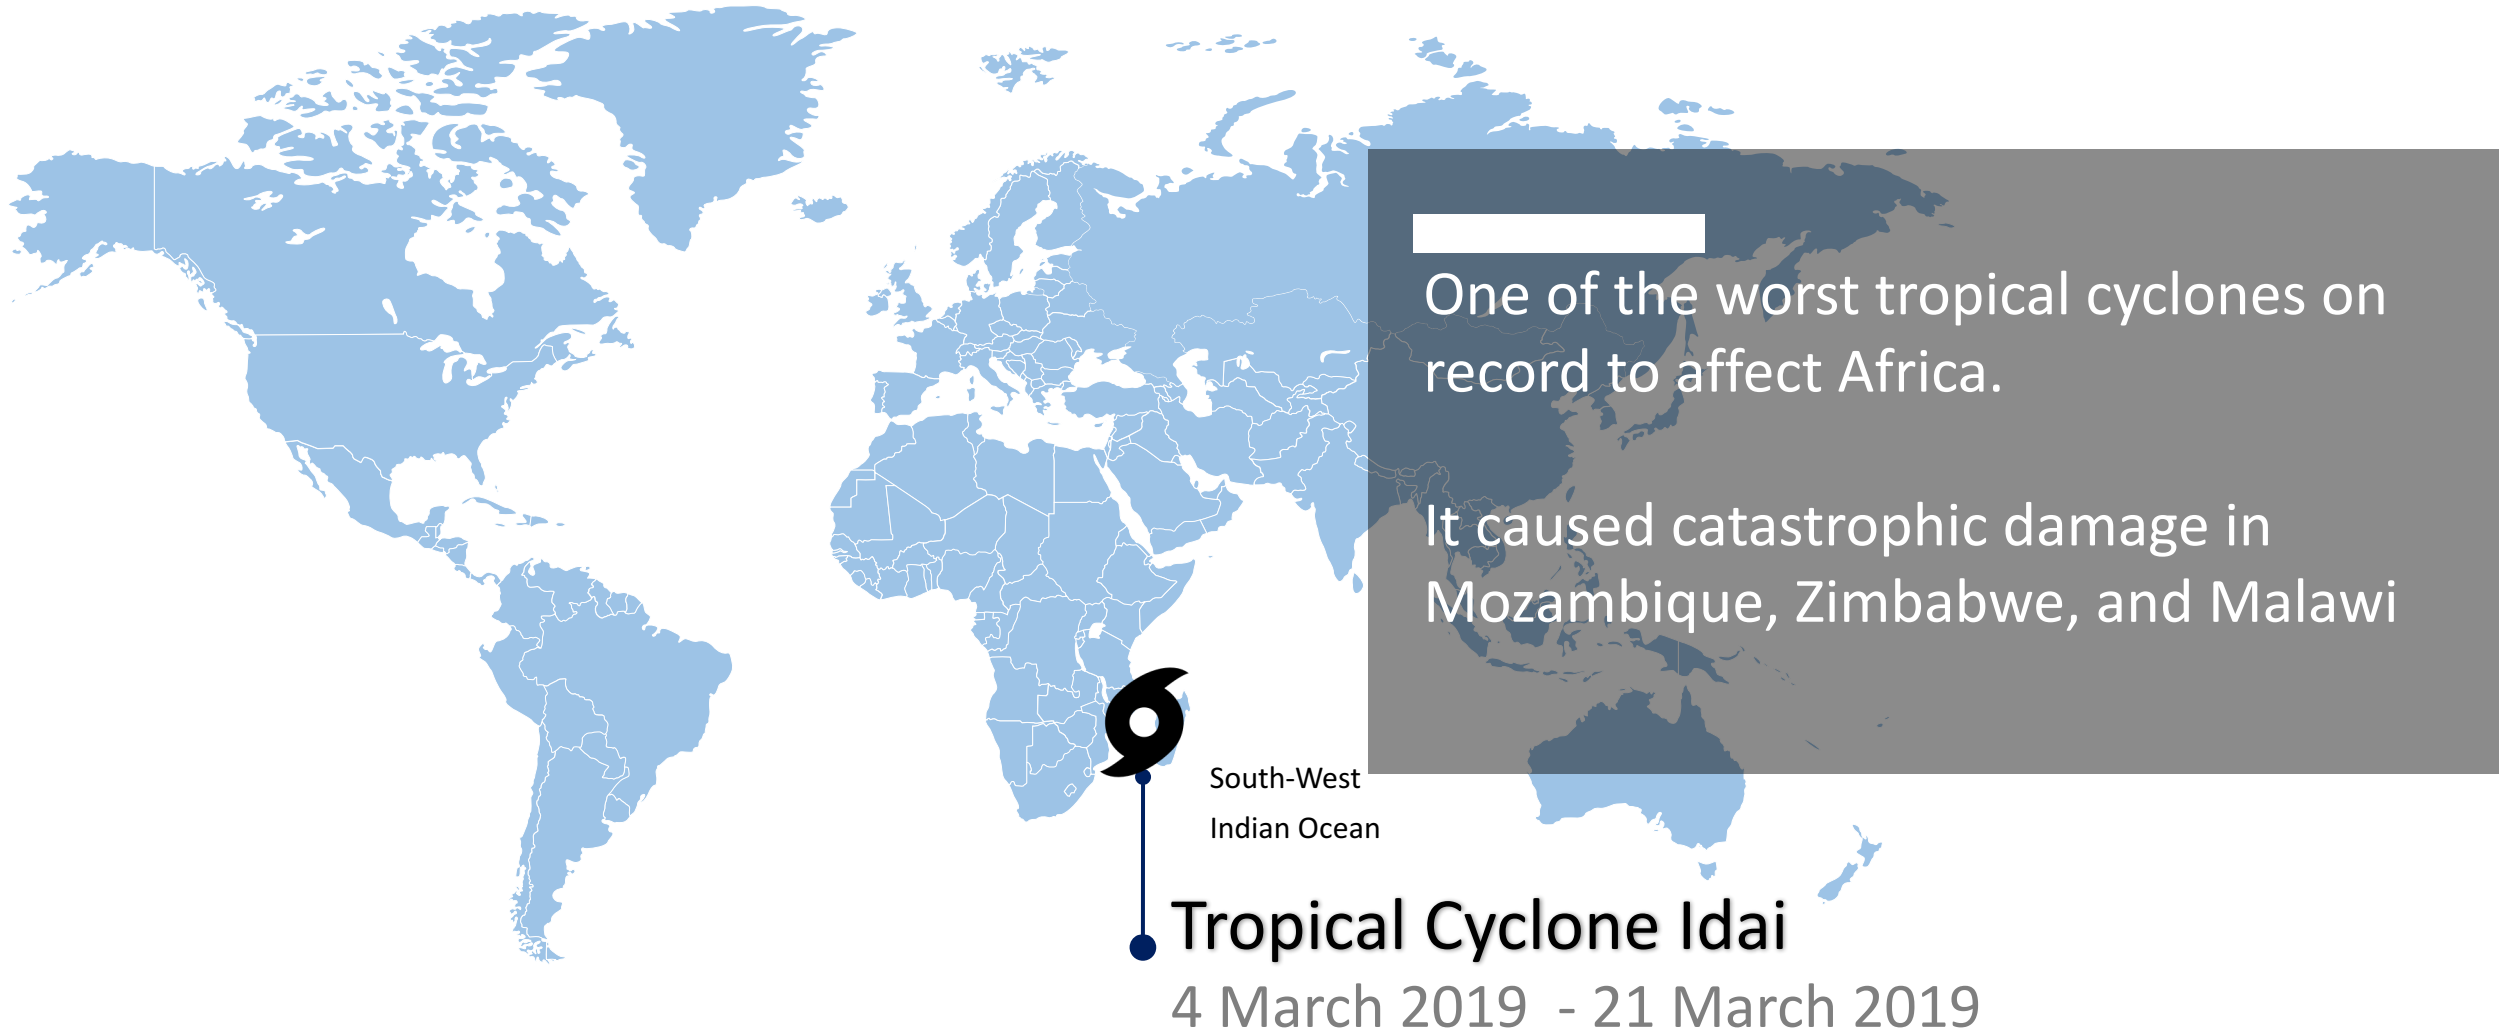 One of the worst tropical cyclones on
record to affect Africa.
It caused catastrophic damage in
Mozambique, Zimbabwe, and Malawi
South-West
Indian Ocean
Tropical Cyclone Idai
4 March 2019 - 21 March 2019